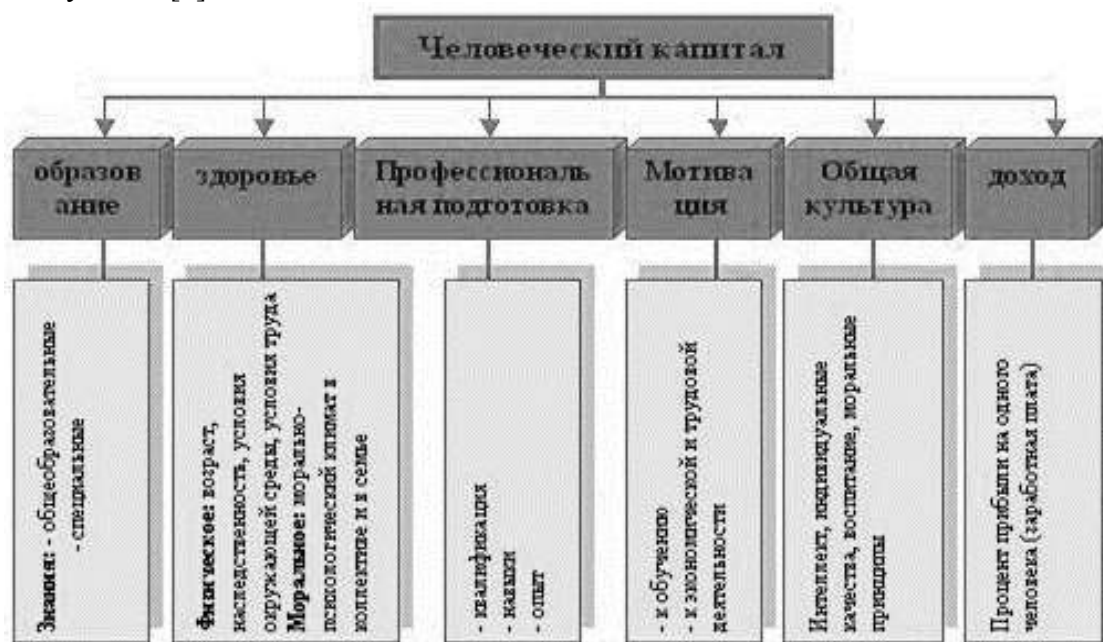 Человеческий капитал
образов
ание
здоровье
Профессиональ
ная подготовка
Мотива
ция
Общая
культура
доход
Знания: - общеобразовательные
- специальные
Физическое: возраст,
наследственность, условия
окружающей среды, условия труда
Моральное: морально-
психологический климат в
коллективе и в семье
- квалификация
- навыки
- опыт
- к обучению
- к экономической и трудовой
деятельности
Интеллект, индивидуальные
качества, воспитание, моральные
принципы
Процент прибыли на одного
человека (заработная плата)